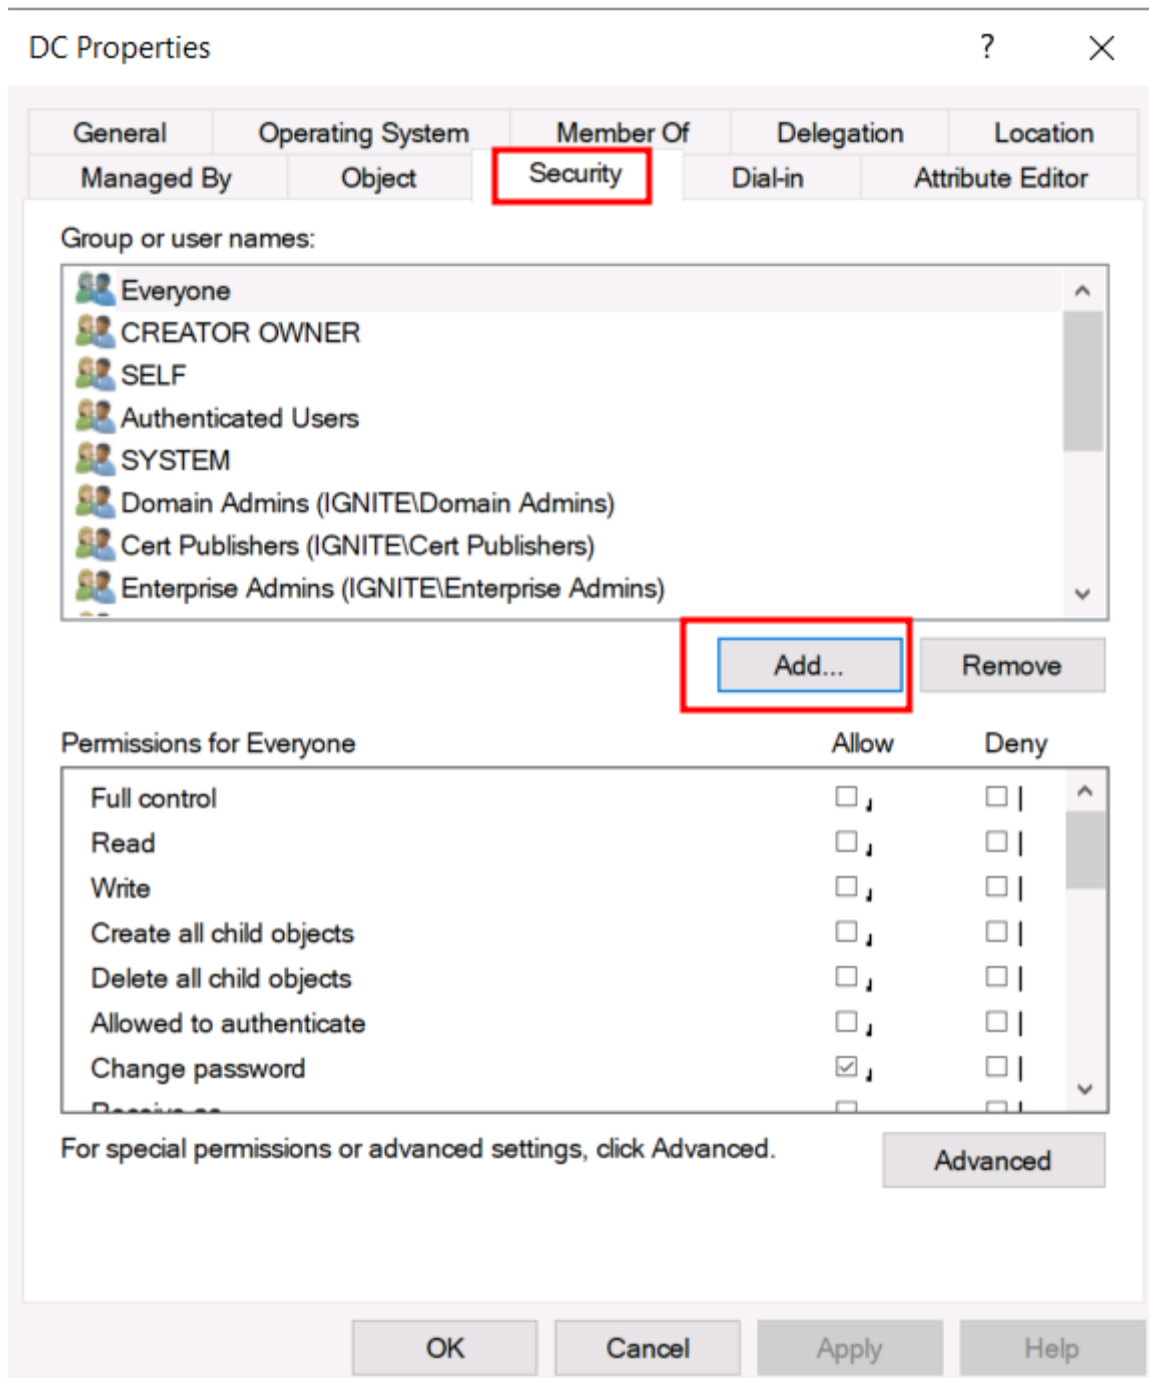 DC Properties ? ×
General Operating System Member Of Delegation Location
Managed By Object Security Dial-in Attribute Editor
Group or user names:
Everyone
CREATOR OWNER
SELF
Authenticated Users
SYSTEM
Domain Admins (IGNITE\Domain Admins)
Cert Publishers (IGNITE\Cert Publishers)
Enterprise Admins (IGNITE\Enterprise Admins)
Add... Remove
Permissions for Everyone Allow Deny
Full control
Read
Write
Create all child objects
Delete all child objects
Allowed to authenticate
Change password
For special permissions or advanced settings, click Advanced.
Advanced
OK Cancel Apply Help